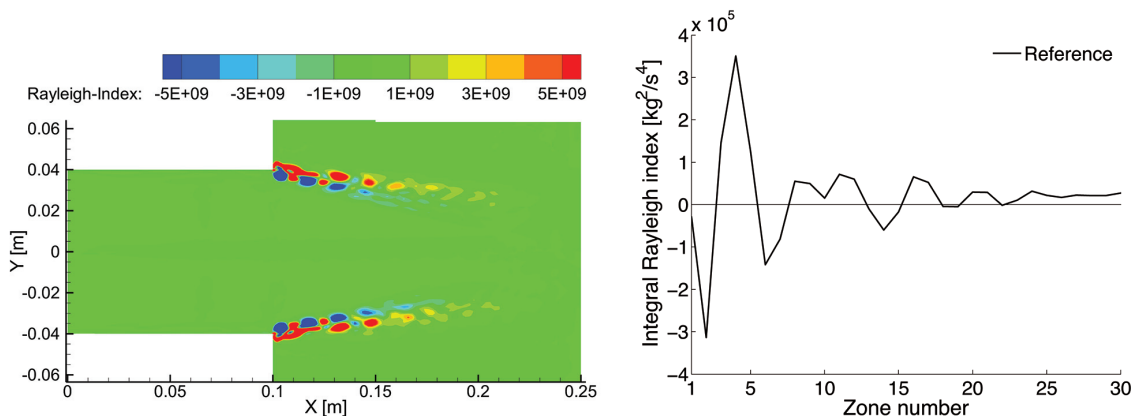 Rayleigh-Index: -5E+09 -3E+09 -1E+09 1E+09 3E+09 5E+09
0.06
0.04
0.02
0
-0.02
-0.04
-0.06
Y [m]
0 0.05 0.1 0.15 0.2 0.25
X [m]
x 10^5
4
3
2
1
0
−1
−2
−3
−4
Integral Rayleigh index [kg^2/s^4]
Reference
1 5 10 15 20 25 30
Zone number